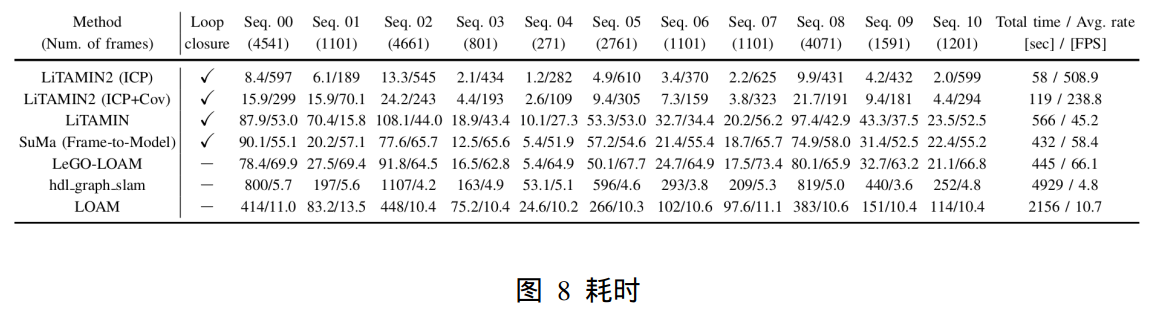 Method Loop Seq. 00 Seq. 01 Seq. 02 Seq. 03 Seq. 04 Seq. 05 Seq. 06 Seq. 07 Seq. 08 Seq. 09 Seq. 10 Total time / Avg. rate
(Num. of frames) closure (4541) (1101) (4661) (801) (271) (2761) (1101) (1101) (4071) (1591) (1201) [sec] / [FPS]
LiTAMIN2 (ICP) ✓ 8.4/597 6.1/189 13.3/545 2.1/434 1.2/282 4.9/610 3.4/370 2.2/625 9.9/431 4.2/432 2.0/599 58 / 508.9
LiTAMIN2 (ICP+Cov) ✓ 15.9/299 15.9/70.1 24.2/243 4.4/193 2.6/109 9.4/305 7.3/159 3.8/323 21.7/191 9.4/181 4.4/294 119 / 238.8
LiTAMIN ✓ 87.9/53.0 70.4/15.8 108.1/44.0 18.9/43.4 10.1/27.3 53.3/53.0 32.7/34.4 20.2/56.2 97.4/42.9 43.3/37.5 23.5/52.5 566 / 45.2
SuMa (Frame-to-Model) ✓ 90.1/55.1 20.2/57.1 77.6/65.7 12.5/65.6 5.4/51.9 57.2/54.6 21.4/55.4 18.7/65.7 74.9/58.0 31.4/52.5 22.4/55.2 432 / 58.4
LeGO-LOAM — 78.4/69.9 27.5/69.4 91.8/64.5 16.5/62.8 5.4/64.9 50.1/67.7 24.7/64.9 17.5/73.4 80.1/65.9 32.7/63.2 21.1/66.8 445 / 66.1
hdl_graph_slam — 800/5.7 197/5.6 1107/4.2 163/4.9 53.1/5.1 596/4.6 293/3.8 209/5.3 819/5.0 440/3.6 252/4.8 4929 / 4.8
LOAM — 414/11.0 83.2/13.5 448/10.4 75.2/10.4 24.6/10.2 266/10.3 102/10.6 97.6/11.1 383/10.6 151/10.4 114/10.4 2156 / 10.7
图 8 耗时